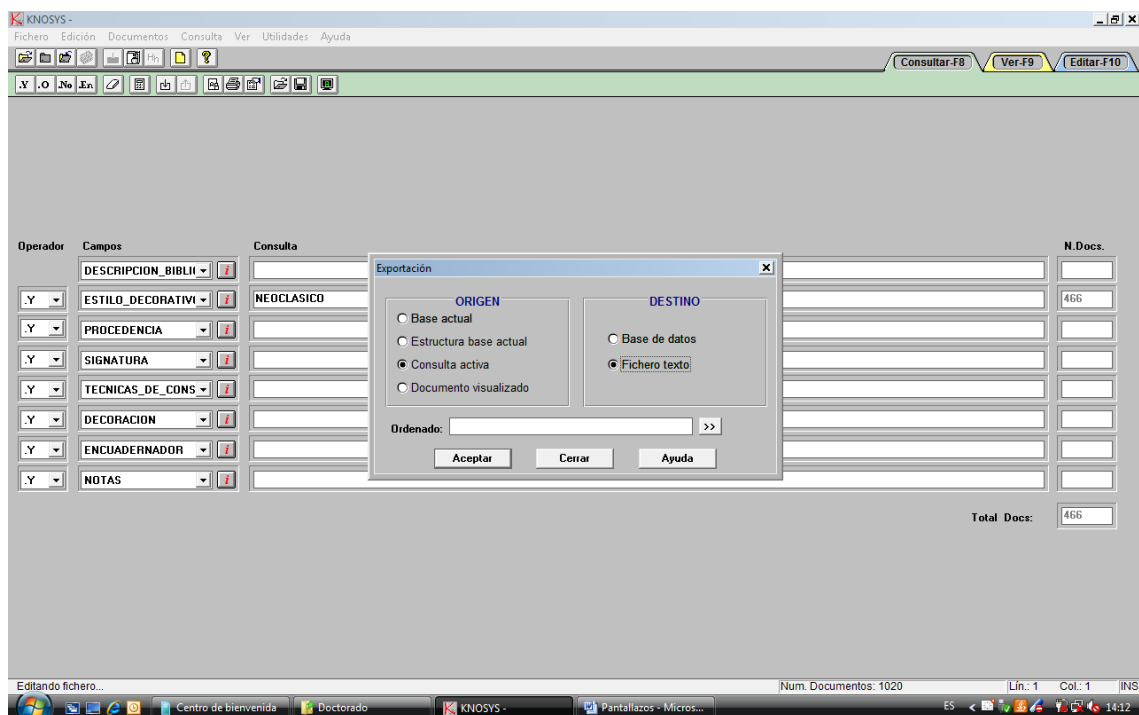 KNOSYS -
Fichero Edición Documentos Consulta Ver Utilidades Ayuda
Consultar-F8 Ver-F9 Editar-F10
.Y .O .No .En
Operador Campos Consulta N.Docs.
DESCRIPCION_BIBLI
.Y ESTILO_DECORATIV NEOCLASICO 466
.Y PROCEDENCIA
.Y SIGNATURA
.Y TECNICAS_DE_CONS
.Y DECORACION
.Y ENCUADERNADOR
.Y NOTAS
Total Docs: 466
Exportación
ORIGEN
Base actual
Estructura base actual
Consulta activa
Documento visualizado
DESTINO
Base de datos
Fichero texto
Ordenado: >>
Aceptar Cerrar Ayuda
Editando fichero... Num. Documentos: 1020 Lín.: 1 Col.: 1 INS
Centro de bienvenida Doctorado KNOSYS - Pantallazos - Micros... ES 14:12